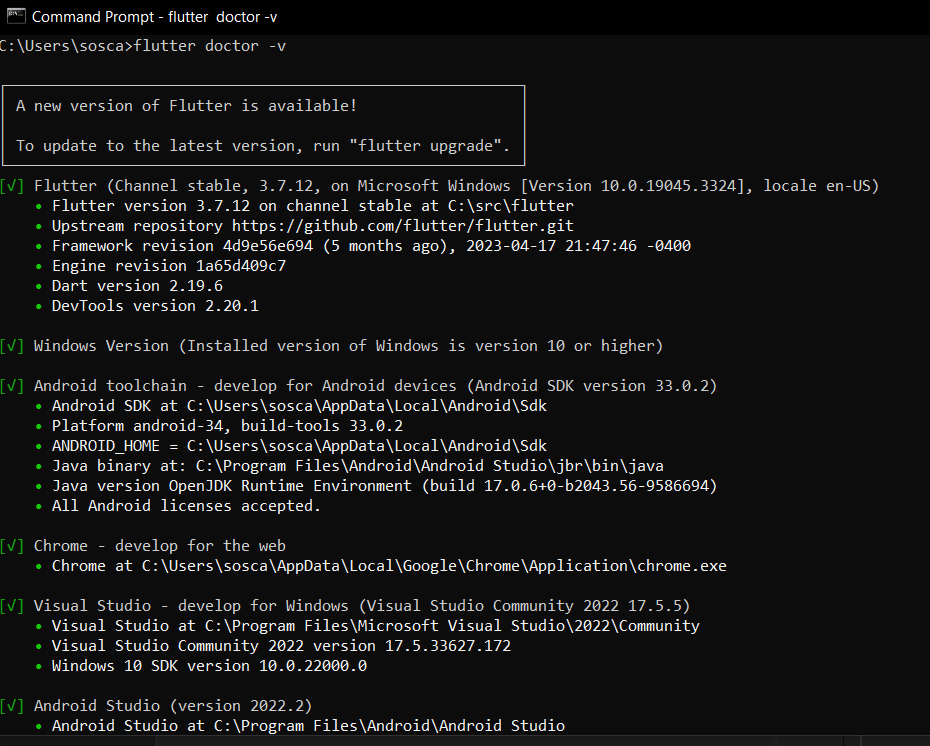 Command Prompt - flutter  doctor -v
C:\Users\sosca>flutter doctor -v
A new version of Flutter is available!
To update to the latest version, run "flutter upgrade".
[√] Flutter (Channel stable, 3.7.12, on Microsoft Windows [Version 10.0.19045.3324], locale en-US)
• Flutter version 3.7.12 on channel stable at C:\src\flutter
• Upstream repository https://github.com/flutter/flutter.git
• Framework revision 4d9e56e694 (5 months ago), 2023-04-17 21:47:46 -0400
• Engine revision 1a65d409c7
• Dart version 2.19.6
• DevTools version 2.20.1
[√] Windows Version (Installed version of Windows is version 10 or higher)
[√] Android toolchain - develop for Android devices (Android SDK version 33.0.2)
• Android SDK at C:\Users\sosca\AppData\Local\Android\Sdk
• Platform android-34, build-tools 33.0.2
• ANDROID_HOME = C:\Users\sosca\AppData\Local\Android\Sdk
• Java binary at: C:\Program Files\Android\Android Studio\jbr\bin\java
• Java version OpenJDK Runtime Environment (build 17.0.6+0-b2043.56-9586694)
• All Android licenses accepted.
[√] Chrome - develop for the web
• Chrome at C:\Users\sosca\AppData\Local\Google\Chrome\Application\chrome.exe
[√] Visual Studio - develop for Windows (Visual Studio Community 2022 17.5.5)
• Visual Studio at C:\Program Files\Microsoft Visual Studio\2022\Community
• Visual Studio Community 2022 version 17.5.33627.172
• Windows 10 SDK version 10.0.22000.0
[√] Android Studio (version 2022.2)
• Android Studio at C:\Program Files\Android\Android Studio